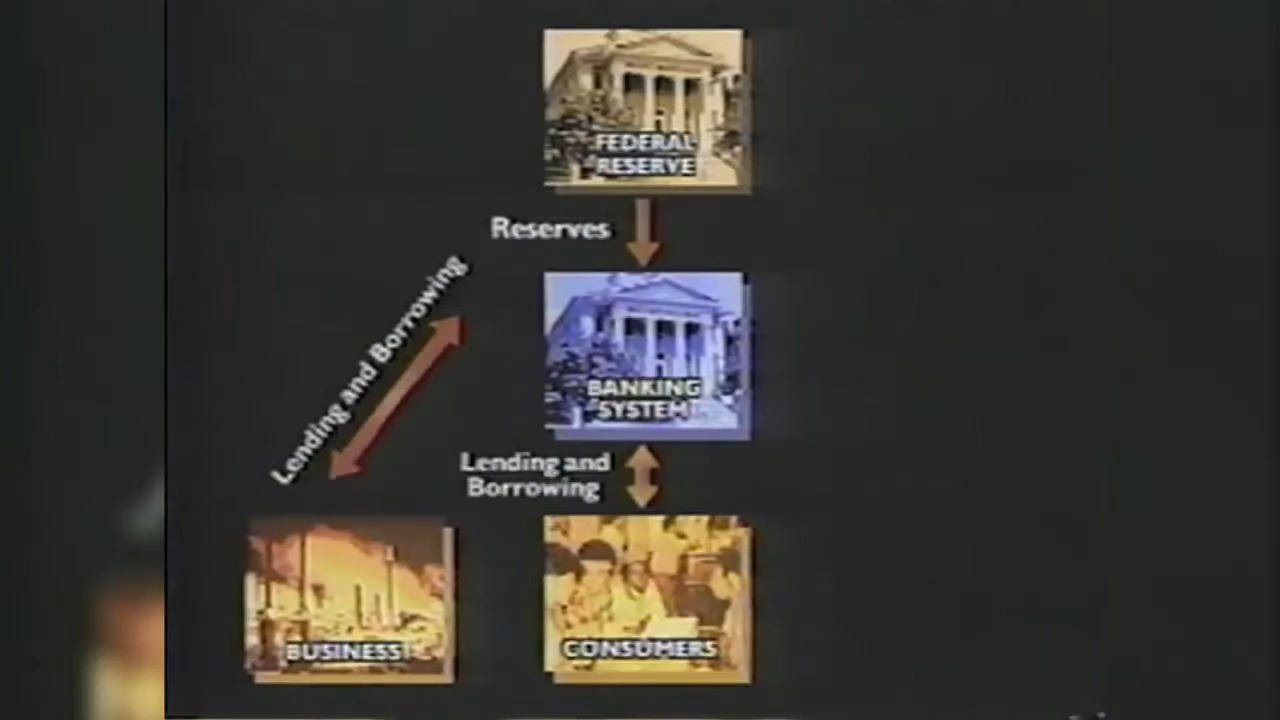 FEDERAL
RESERVE
Reserves
Lending and Borrowing
BANKING
SYSTEM
Lending and
Borrowing
BUSINESS
CONSUMERS